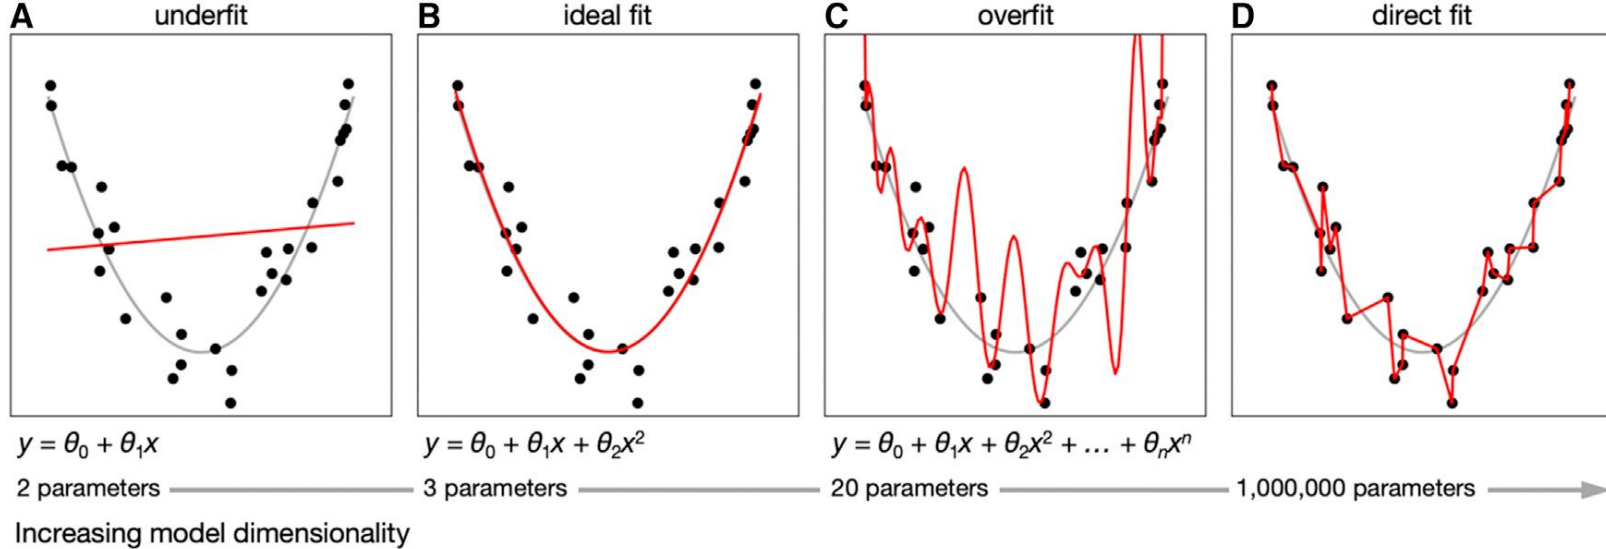 A underfit B ideal fit C overfit D direct fit
y = θ₀ + θ₁x y = θ₀ + θ₁x + θ₂x² y = θ₀ + θ₁x + θ₂x² + … + θₙxⁿ
2 parameters 3 parameters 20 parameters 1,000,000 parameters
Increasing model dimensionality